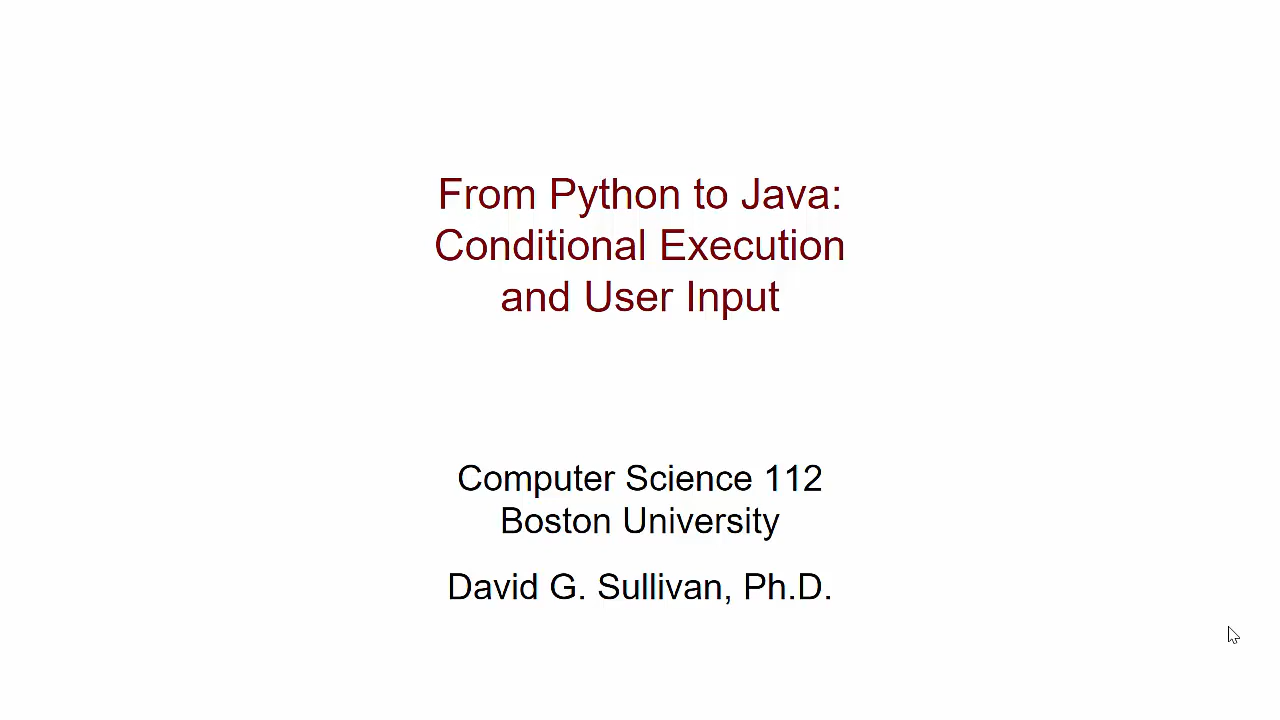 From Python to Java:
Conditional Execution
and User Input
Computer Science 112
Boston University
David G. Sullivan, Ph.D.